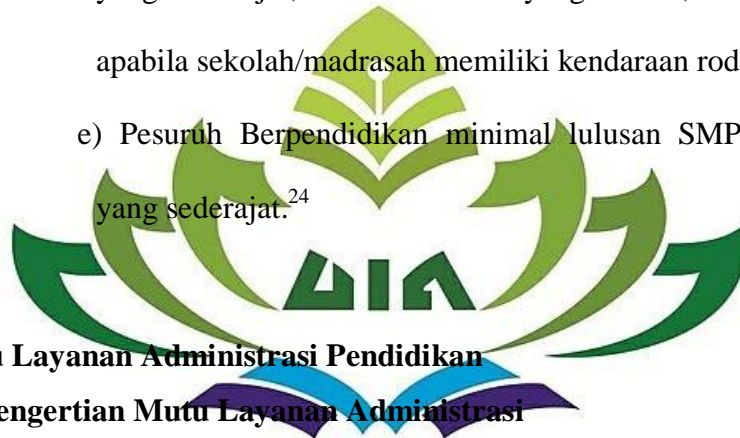 apabila sekolah/madrasah memiliki kendaraan rod
e) Pesuruh Berpendidikan minimal lulusan SMP
yang sederajat.24
UIN
Layanan Administrasi Pendidikan
engertian Mutu Layanan Administrasi